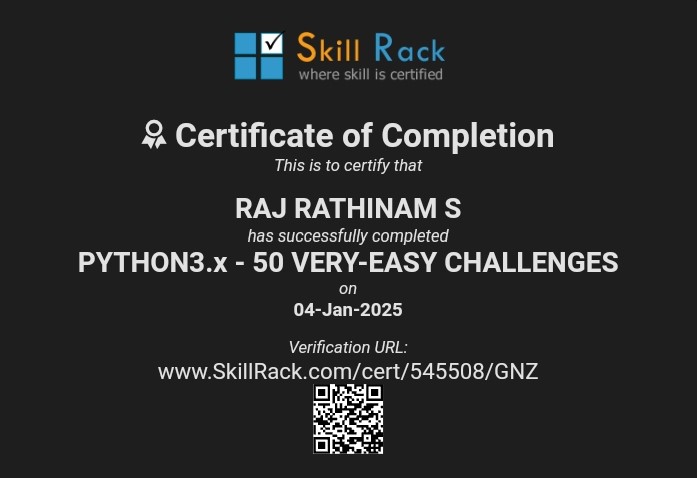 Skill Rack
where skill is certified
Certificate of Completion
This is to certify that
RAJ RATHINAM S
has successfully completed
PYTHON3.x - 50 VERY-EASY CHALLENGES
on
04-Jan-2025
Verification URL:
www.SkillRack.com/cert/545508/GNZ